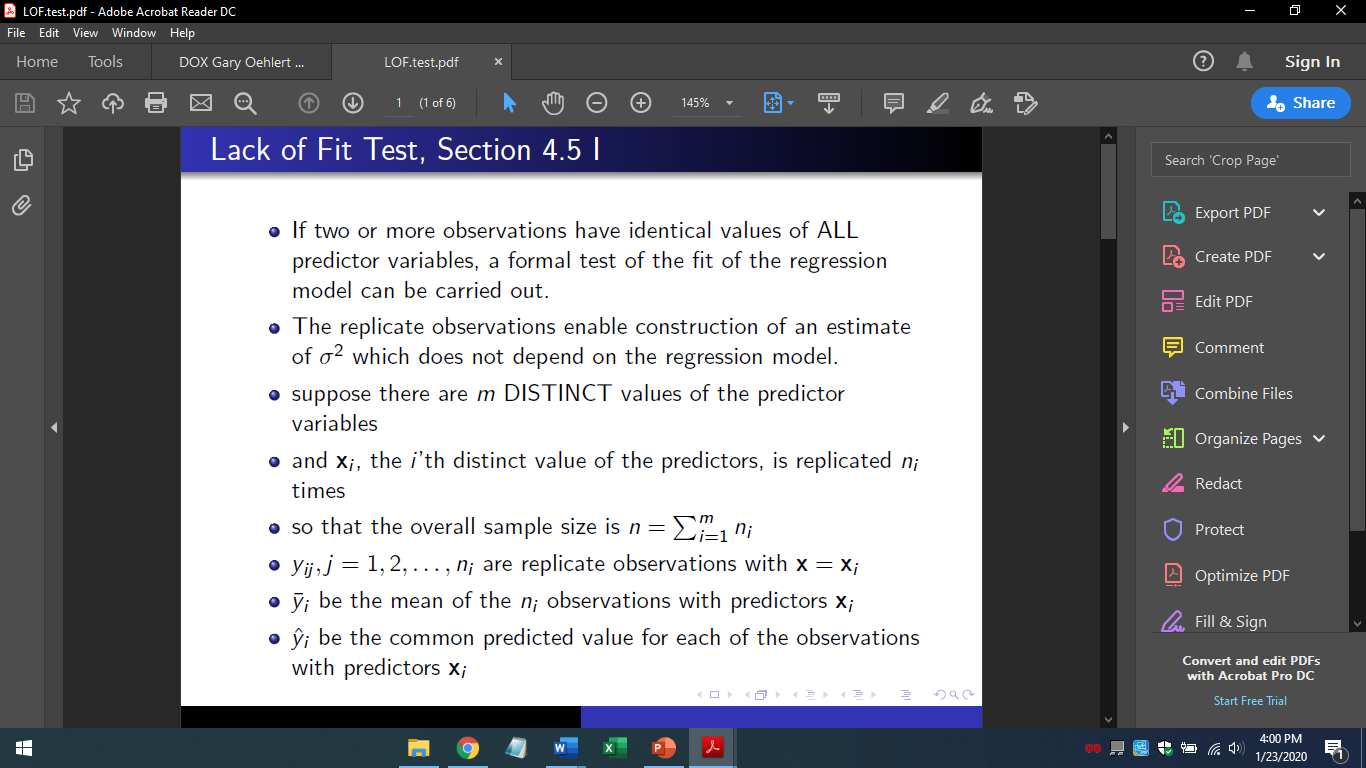 LOF.test.pdf - Adobe Acrobat Reader DC
File Edit View Window Help
Home Tools DOX Gary Oehlert ... LOF.test.pdf × Sign In
1 (1 of 6) 145% Share
Lack of Fit Test, Section 4.5 I
If two or more observations have identical values of ALL
predictor variables, a formal test of the fit of the regression
model can be carried out.
The replicate observations enable construction of an estimate
of σ² which does not depend on the regression model.
suppose there are m DISTINCT values of the predictor
variables
and xᵢ, the i'th distinct value of the predictors, is replicated nᵢ
times
so that the overall sample size is n = ∑ᵢ₌₁ᵐ nᵢ
yᵢⱼ, j = 1, 2, . . . , nᵢ are replicate observations with x = xᵢ
ȳᵢ be the mean of the nᵢ observations with predictors xᵢ
ŷᵢ be the common predicted value for each of the observations
with predictors xᵢ
Search 'Crop Page'
Export PDF
Create PDF
Edit PDF
Comment
Combine Files
Organize Pages
Redact
Protect
Optimize PDF
Fill & Sign
Convert and edit PDFs
with Acrobat Pro DC
Start Free Trial
4:00 PM
1/23/2020
1